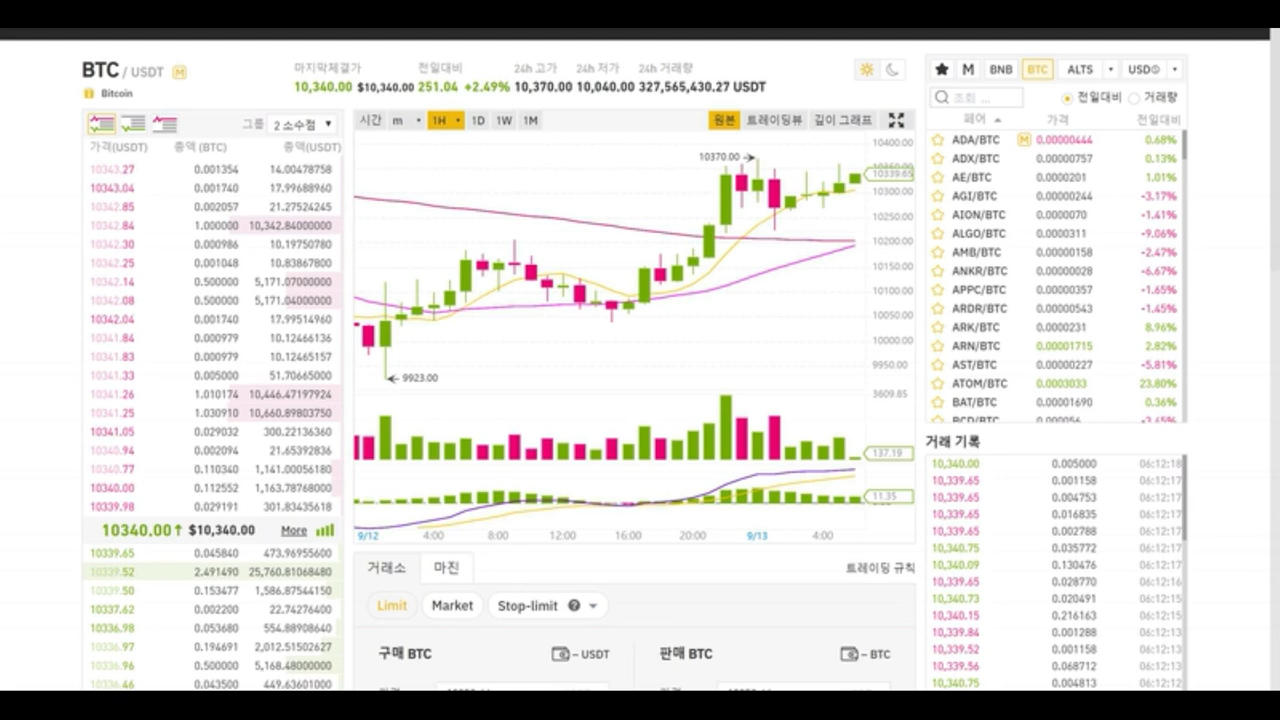 BTC / USDT M
Bitcoin
마지막체결가
10,340.00 $10,340.00
전일대비
251.04 +2.49%
24h 고가
10,370.00
24h 저가
10,040.00
24h 거래량
327,565,430.27 USDT
그룹 2 소수점
가격(USDT) 총액 (BTC) 총액(USDT)
10343.27 0.001354 14.00478758
10343.04 0.001740 17.99688960
10342.85 0.002057 21.27524245
10342.84 1.000000 10,342.84000000
10342.30 0.000986 10.19750780
10342.25 0.001048 10.83867800
10342.14 0.500000 5,171.07000000
10342.08 0.500000 5,171.04000000
10342.04 0.001740 17.99514960
10341.84 0.000979 10.12466136
10341.83 0.000979 10.12465157
10341.33 0.005000 51.70665000
10341.26 1.010174 10,446.47197924
10341.25 1.030910 10,660.89803750
10341.05 0.029032 300.22136360
10340.94 0.002094 21.65392836
10340.77 0.110340 1,141.00056180
10340.00 0.112552 1,163.78768000
10339.98 0.029191 301.83435618
10340.00↑ $10,340.00 More
10339.65 0.045840 473.96955600
10339.52 2.491490 25,760.81068480
10339.50 0.153477 1,586.87544150
10337.62 0.002200 22.74276400
10336.98 0.053680 554.88908640
10336.97 0.194691 2,012.51502627
10336.96 0.500000 5,168.48000000
10336.46 0.043500 449.63601000
시간 m 1H 1D 1W 1M
원본 트레이딩뷰 깊이 그래프
10370.00
9923.00
10400.00
10339.65
10300.00
10250.00
10200.00
10150.00
10100.00
10050.00
10000.00
9950.00
3609.85
137.19
11.35
9/12 4:00 8:00 12:00 16:00 20:00 9/13 4:00
거래소 마진 트레이딩 규칙
Limit Market Stop-limit ?
구매 BTC – USDT 판매 BTC – BTC
M BNB BTC ALTS USD
조회 ... 전일대비 거래량
페어 가격 전일대비
ADA/BTC M 0.00000444 0.68%
ADX/BTC 0.00000757 0.13%
AE/BTC 0.0000201 1.01%
AGI/BTC 0.00000244 -3.17%
AION/BTC 0.0000070 -1.41%
ALGO/BTC 0.0000311 -9.06%
AMB/BTC 0.00000158 -2.47%
ANKR/BTC 0.00000028 -6.67%
APPC/BTC 0.00000357 -1.65%
ARDR/BTC 0.00000543 -1.45%
ARK/BTC 0.0000231 8.96%
ARN/BTC 0.00001715 2.82%
AST/BTC 0.00000227 -5.81%
ATOM/BTC 0.0003033 23.80%
BAT/BTC 0.00001690 0.36%
BCD/BTC 0.000056
거래 기록
10,340.00 0.005000 06:12:18
10,339.65 0.001158 06:12:17
10,339.65 0.004753 06:12:17
10,339.65 0.016835 06:12:17
10,339.65 0.002788 06:12:17
10,340.75 0.035772 06:12:17
10,340.09 0.130476 06:12:17
10,339.65 0.028770 06:12:16
10,340.73 0.020491 06:12:15
10,340.15 0.216163 06:12:15
10,339.84 0.001288 06:12:13
10,339.52 0.001158 06:12:13
10,339.56 0.068712 06:12:13
10,340.75 0.004813 06:12:12